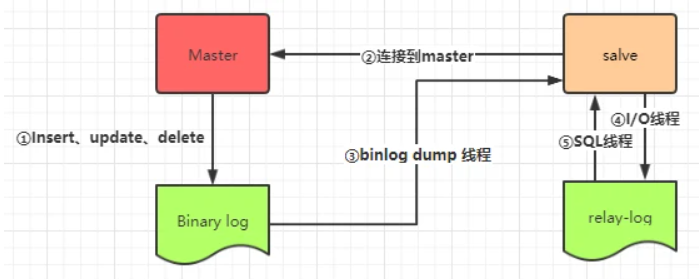 Master
salve
②连接到master
①Insert、update、delete
④I/O线程
⑤SQL线程
③binlog dump 线程
Binary log
relay-log